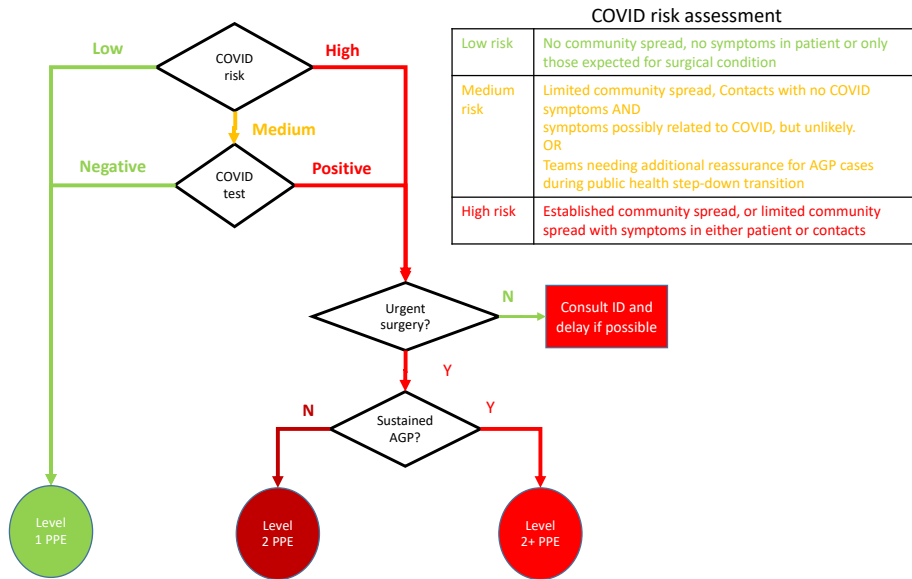 COVID risk assessment
Low
COVID
risk
High
Medium
Negative
COVID
test
Positive
Low risk
No community spread, no symptoms in patient or only
those expected for surgical condition
Medium
risk
Limited community spread, Contacts with no COVID
symptoms AND
symptoms possibly related to COVID, but unlikely.
OR
Teams needing additional reassurance for AGP cases
during public health step-down transition
High risk
Established community spread, or limited community
spread with symptoms in either patient or contacts
Urgent
surgery?
N
Consult ID and
delay if possible
Y
N
Sustained
AGP?
Y
Level
1 PPE
Level
2 PPE
Level
2+ PPE